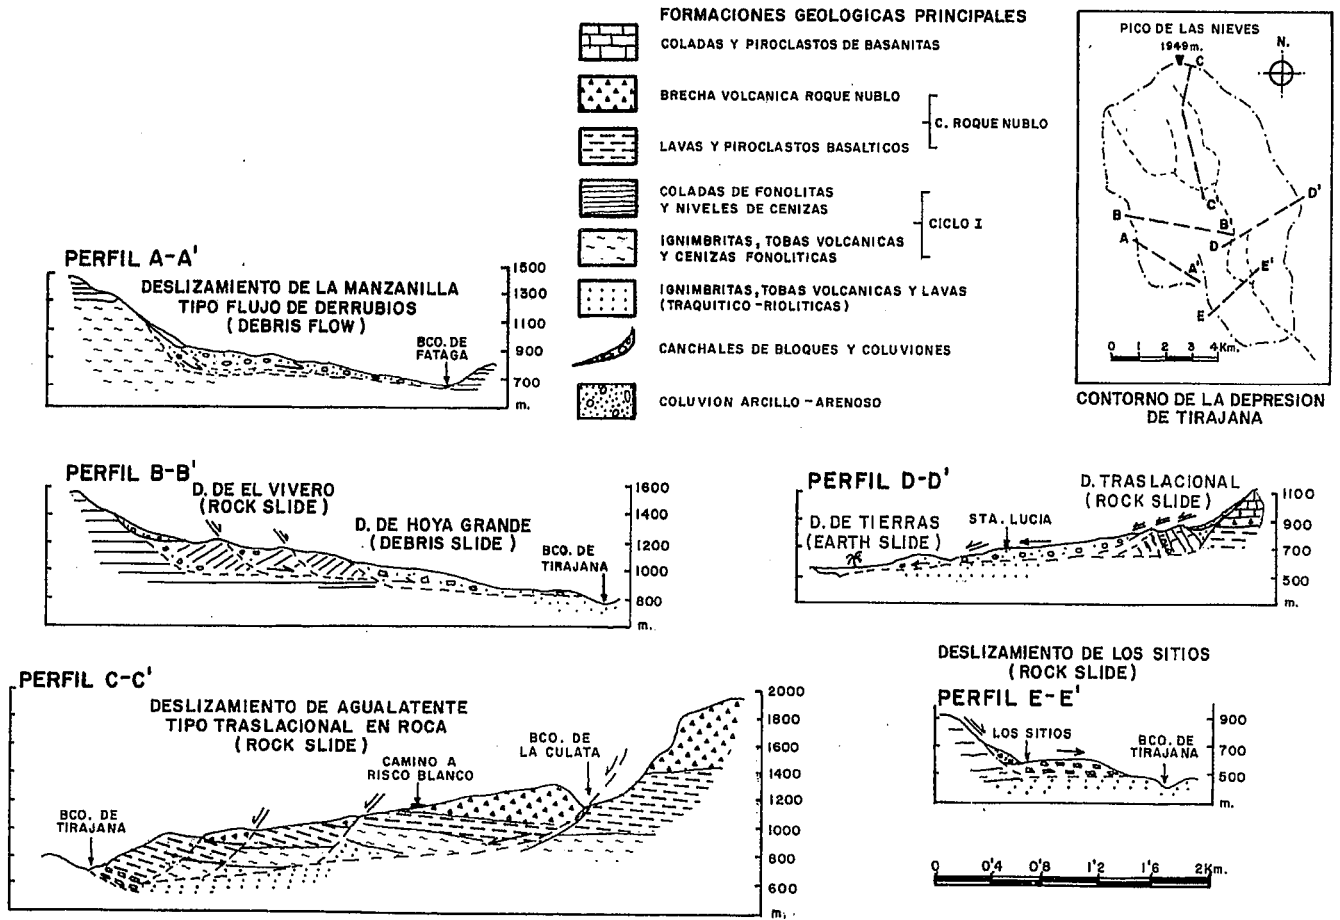 FORMACIONES GEOLOGICAS PRINCIPALES
COLADAS Y PIROCLASTOS DE BASANITAS
BRECHA VOLCANICA ROQUE NUBLO
C. ROQUE NUBLO
LAVAS Y PIROCLASTOS BASALTICOS
COLADAS DE FONOLITAS
Y NIVELES DE CENIZAS
CICLO I
IGNIMBRITAS, TOBAS VOLCANICAS
Y CENIZAS FONOLITICAS
IGNIMBRITAS, TOBAS VOLCANICAS Y LAVAS
(TRAQUITICO-RIOLITICAS)
CANCHALES DE BLOQUES Y COLUVIONES
COLUVION ARCILLO-ARENOSO
PICO DE LAS NIEVES
1949 m.
N.
C
D'
C'
B
B'
A
D
A'
E'
E
0 1 2 3 4 Km.
CONTORNO DE LA DEPRESION
DE TIRAJANA
PERFIL A-A'
DESLIZAMIENTO DE LA MANZANILLA
TIPO FLUJO DE DERRUBIOS
(DEBRIS FLOW)
BCO. DE
FATAGA
1500
1300
1100
900
700
m.
PERFIL B-B'
D. DE EL VIVERO
(ROCK SLIDE)
D. DE HOYA GRANDE
(DEBRIS SLIDE)
BCO. DE
TIRAJANA
1600
1400
1200
1000
800
m.
PERFIL D-D'
D. TRASLACIONAL
(ROCK SLIDE)
D. DE TIERRAS
(EARTH SLIDE)
STA. LUCIA
1100
900
700
500
m.
PERFIL C-C'
DESLIZAMIENTO DE AGUALATENTE
TIPO TRASLACIONAL EN ROCA
(ROCK SLIDE)
BCO. DE
LA CULATA
CAMINO A
RISCO BLANCO
BCO. DE
TIRAJANA
2000
1800
1600
1400
1200
1000
800
600
m.
DESLIZAMIENTO DE LOS SITIOS
(ROCK SLIDE)
PERFIL E-E'
LOS SITIOS
BCO. DE
TIRAJANA
900
700
500
m.
0 0'4 0'8 1'2 1'6 2Km.